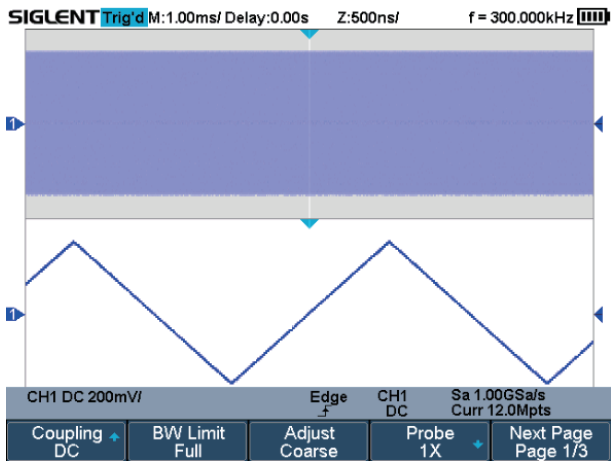 SIGLENT Trig'd M:1.00ms/ Delay:0.00s Z:500ns/ f = 300.000kHz
1
1
CH1 DC 200mV/ Edge CH1 Sa 1.00GSa/s
DC Curr 12.0Mpts
Coupling BW Limit Adjust Probe Next Page
DC Full Coarse 1X Page 1/3